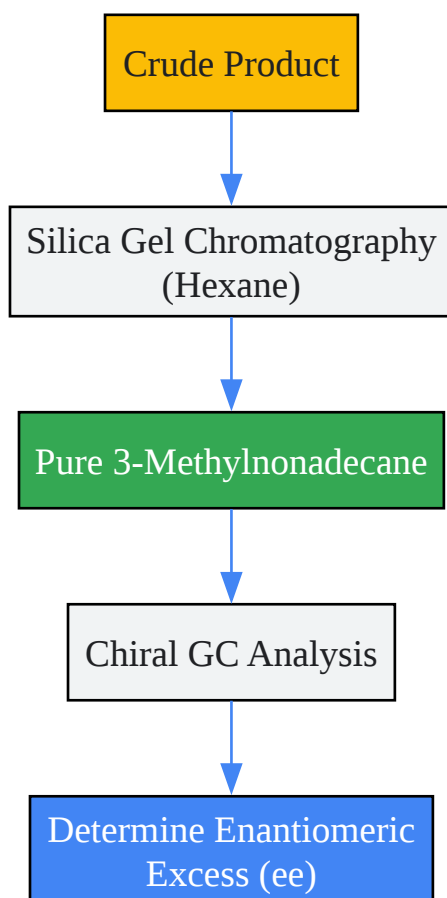 Crude Product
Silica Gel Chromatography
(Hexane)
Pure 3-Methylnonadecane
Chiral GC Analysis
Determine Enantiomeric
Excess (ee)